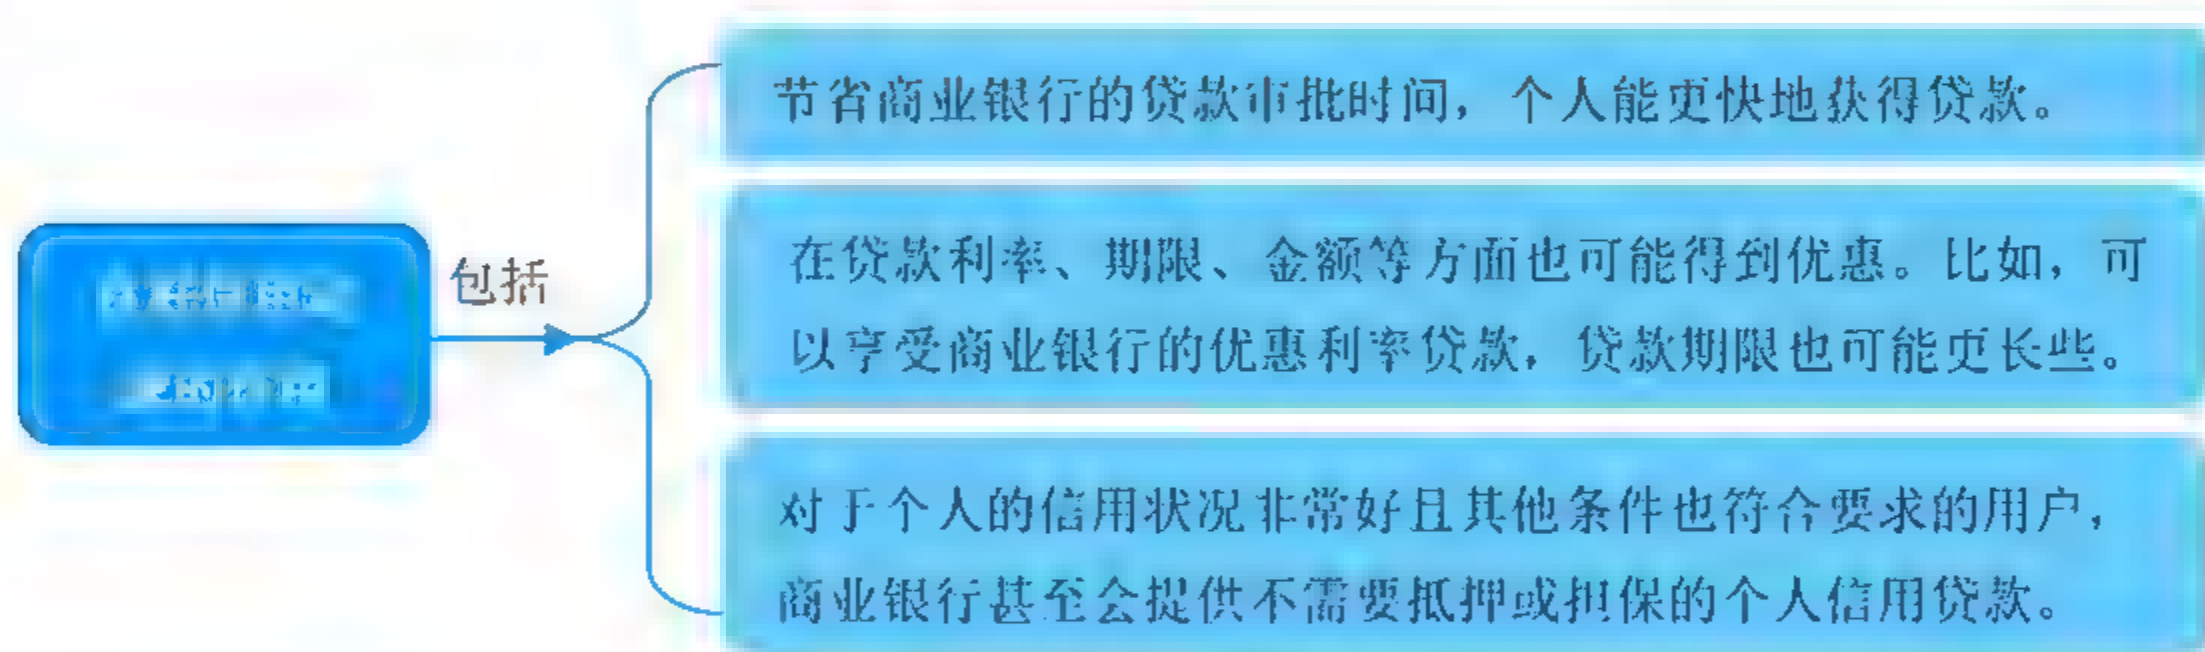 包括
节省商业银行的贷款审批时间，个人能更快地获得贷款。
在贷款利率、期限、金额等方面也可能得到优惠。比如，可
以享受商业银行的优惠利率贷款，贷款期限也可能更长些。
对于个人的信用状况非常好且其他条件也符合要求的用户，
商业银行甚至会提供不需要抵押或担保的个人信用贷款。